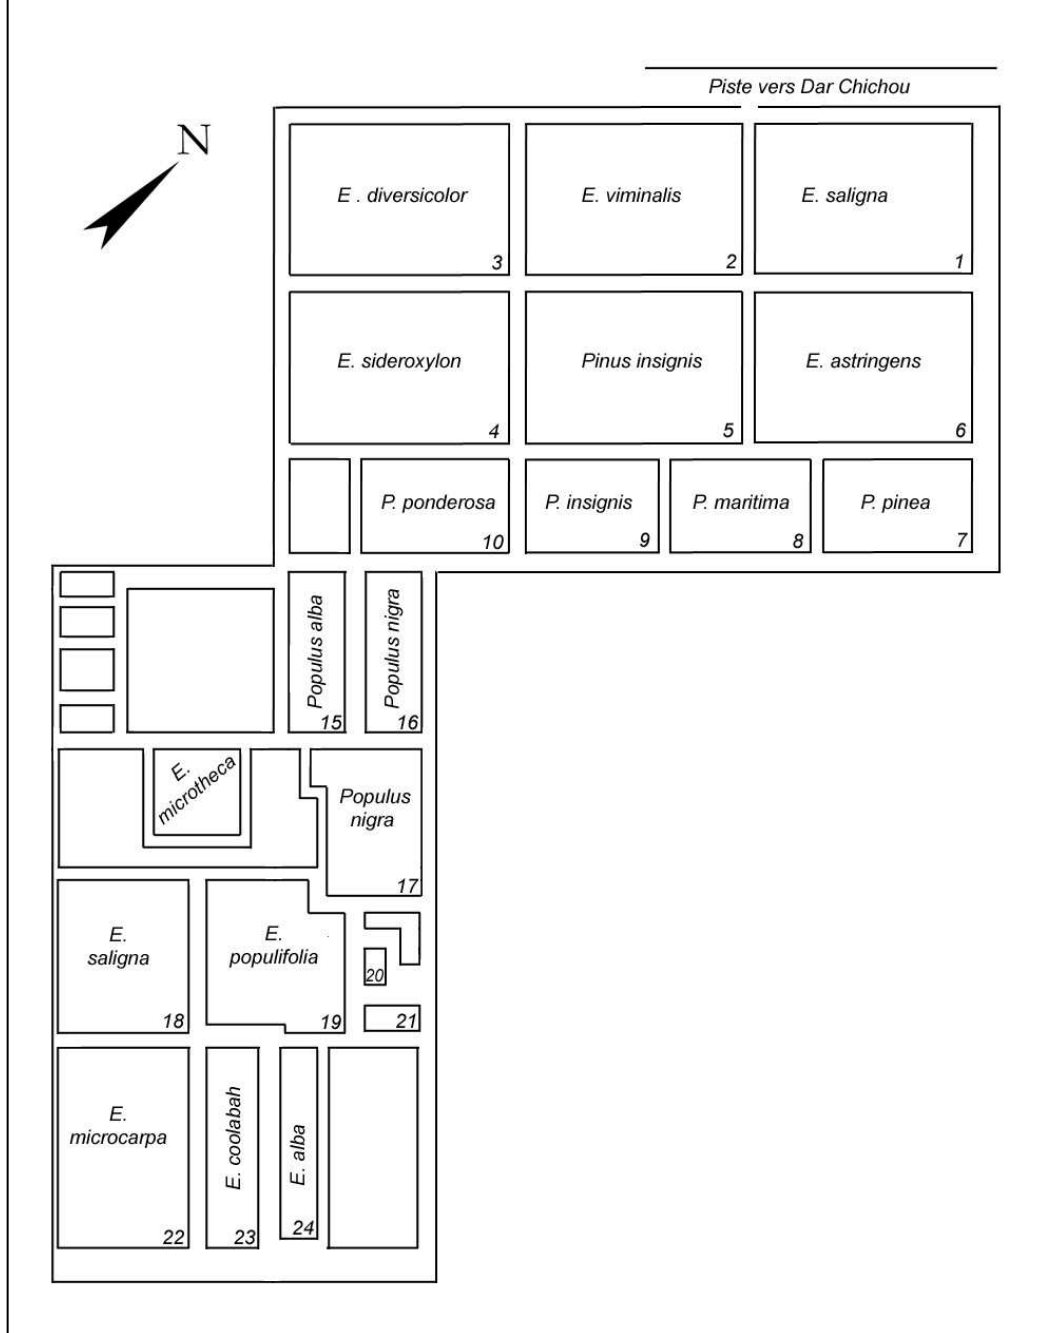 Piste vers Dar Chichou
N
E . diversicolor
3
E. viminalis
2
E. saligna
1
E. sideroxylon
4
Pinus insignis
5
E. astringens
6
P. ponderosa
10
P. insignis
9
P. maritima
8
P. pinea
7
Populus alba
15
Populus nigra
16
E.
microtheca
Populus
nigra
17
E.
saligna
18
E.
populifolia
19
20
21
E.
microcarpa
22
E. coolabah
23
E. alba
24